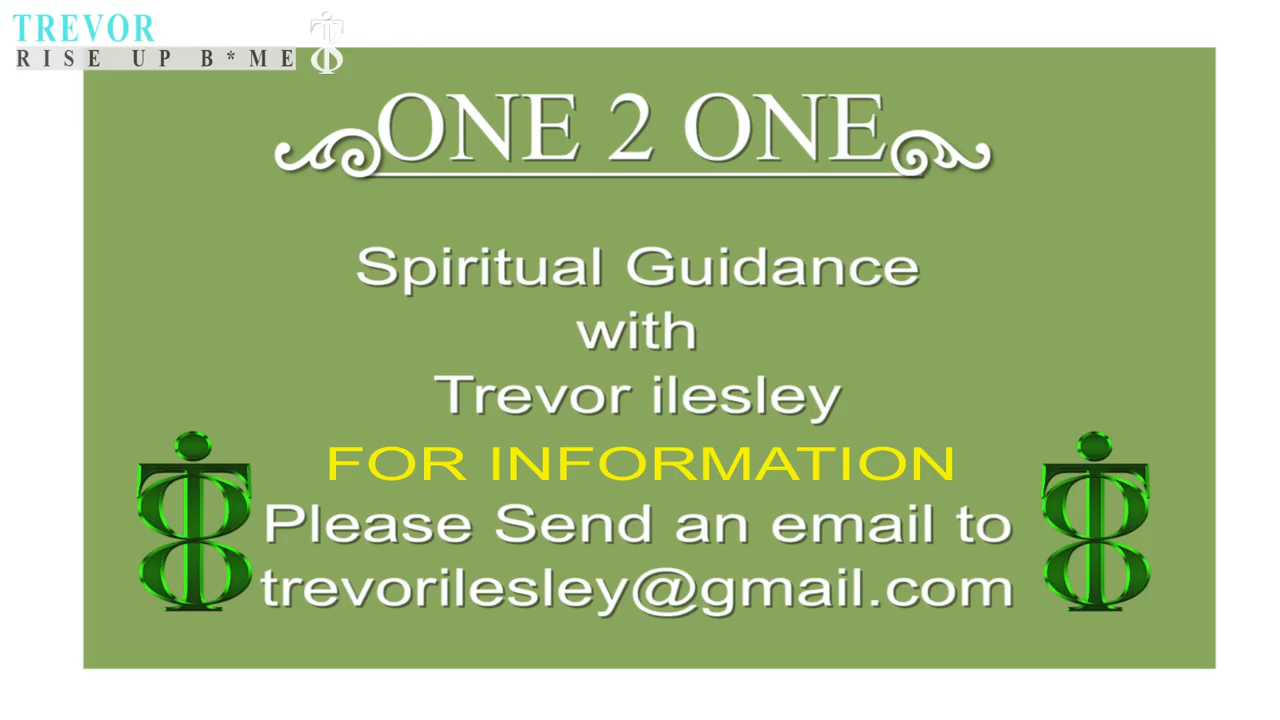 TREVOR
RISE UP B*ME
ONE 2 ONE
Spiritual Guidance
with
Trevor ilesley
FOR INFORMATION
Please Send an email to
trevorilesley@gmail.com